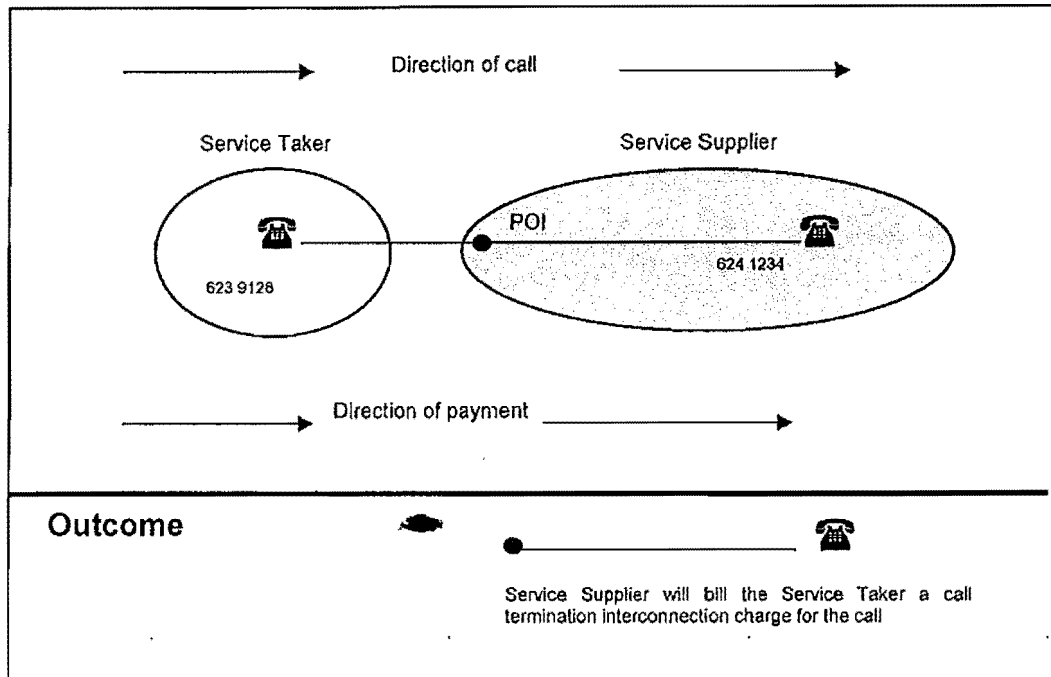 Direction of call
Service Taker
Service Supplier
POI
623 9128
624 1234
Direction of payment
Outcome
Service Supplier will bill the Service Taker a call
termination interconnection charge for the call